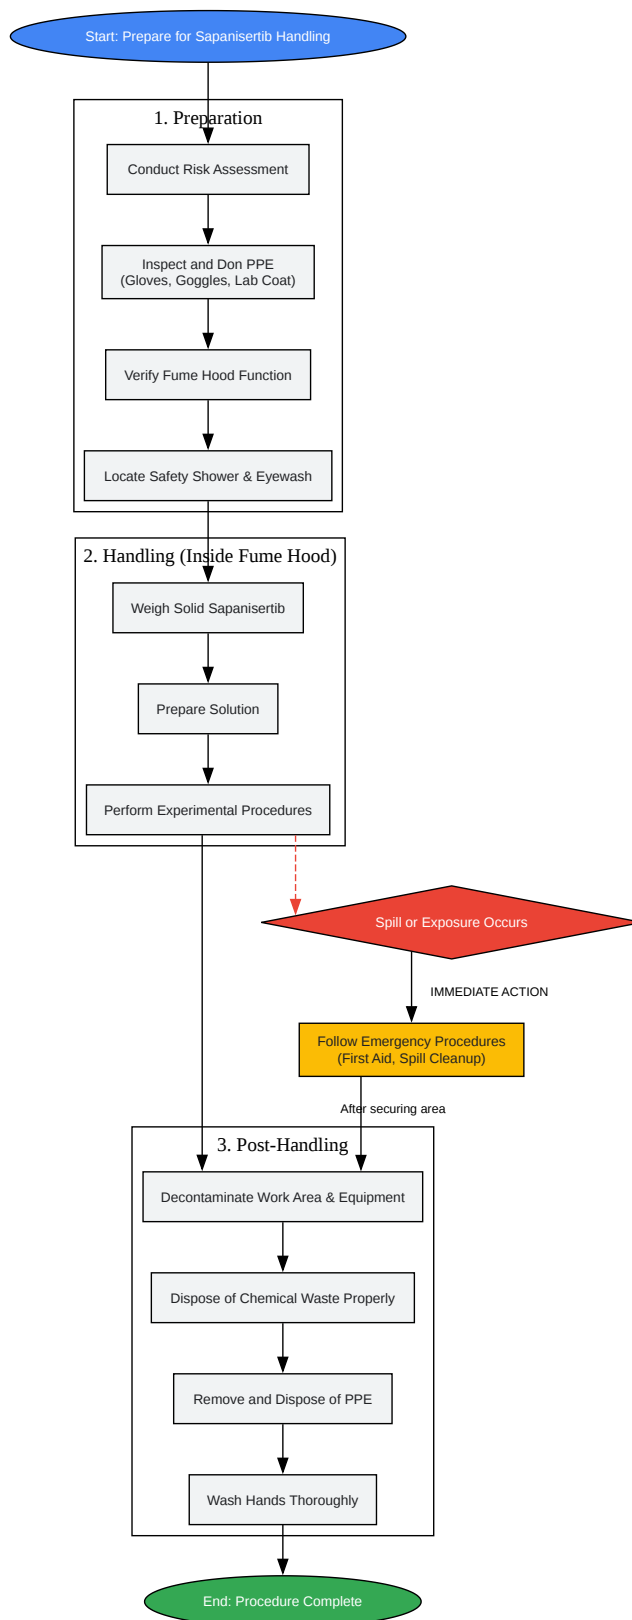 Start: Prepare for Sapanisertib Handling
1. Preparation
Conduct Risk Assessment
Inspect and Don PPE
(Gloves, Goggles, Lab Coat)
Verify Fume Hood Function
Locate Safety Shower & Eyewash
2. Handling (Inside Fume Hood)
Weigh Solid Sapanisertib
Prepare Solution
Perform Experimental Procedures
Spill or Exposure Occurs
IMMEDIATE ACTION
Follow Emergency Procedures
(First Aid, Spill Cleanup)
After securing area
3. Post-Handling
Decontaminate Work Area & Equipment
Dispose of Chemical Waste Properly
Remove and Dispose of PPE
Wash Hands Thoroughly
End: Procedure Complete